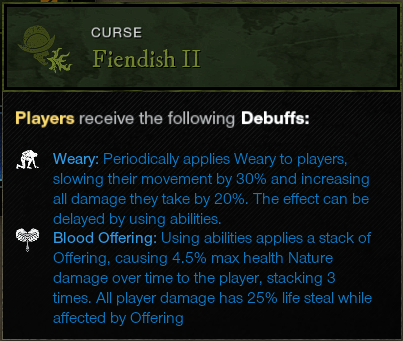 CURSE
Fiendish II
Players receive the following Debuffs:
Weary: Periodically applies Weary to players,
slowing their movement by 30% and increasing
all damage they take by 20%. The effect can be
delayed by using abilities.
Blood Offering: Using abilities applies a stack of
Offering, causing 4.5% max health Nature
damage over time to the player, stacking 3
times. All player damage has 25% life steal while
affected by Offering